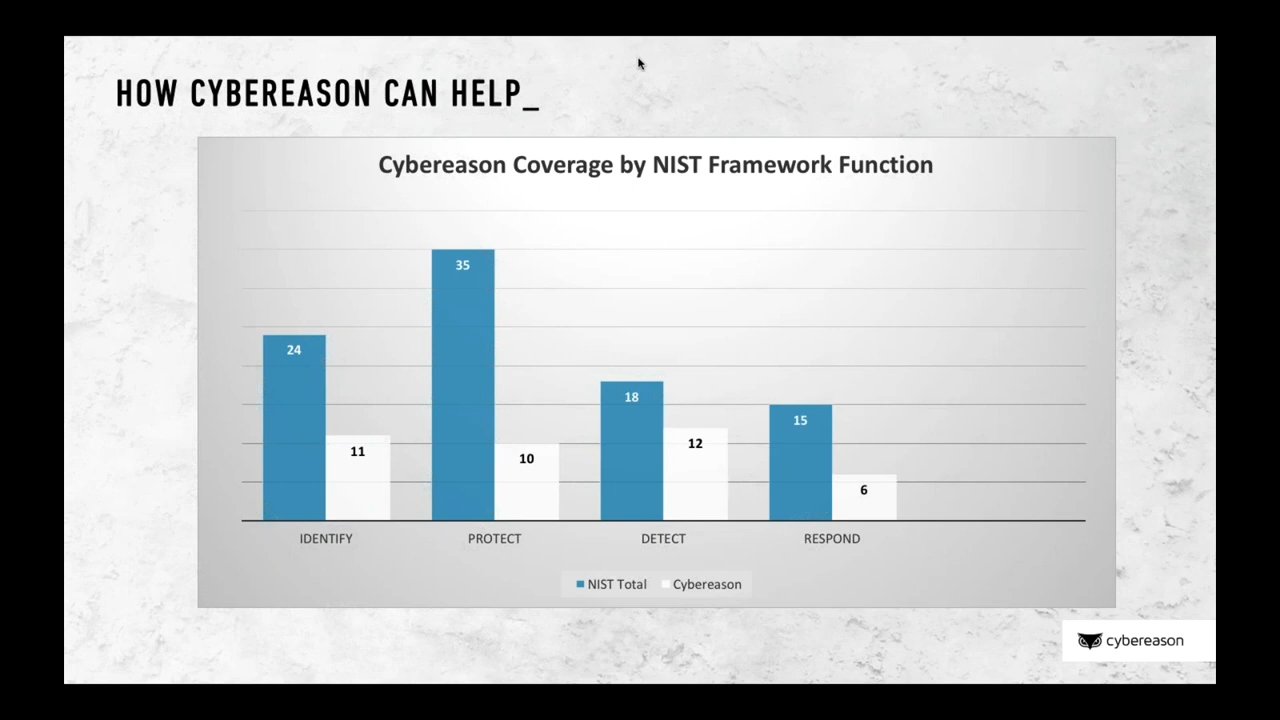 HOW CYBEREASON CAN HELP_
Cybereason Coverage by NIST Framework Function
35
24
18
15
12
11
10
6
IDENTIFY PROTECT DETECT RESPOND
NIST Total Cybereason
cybereason